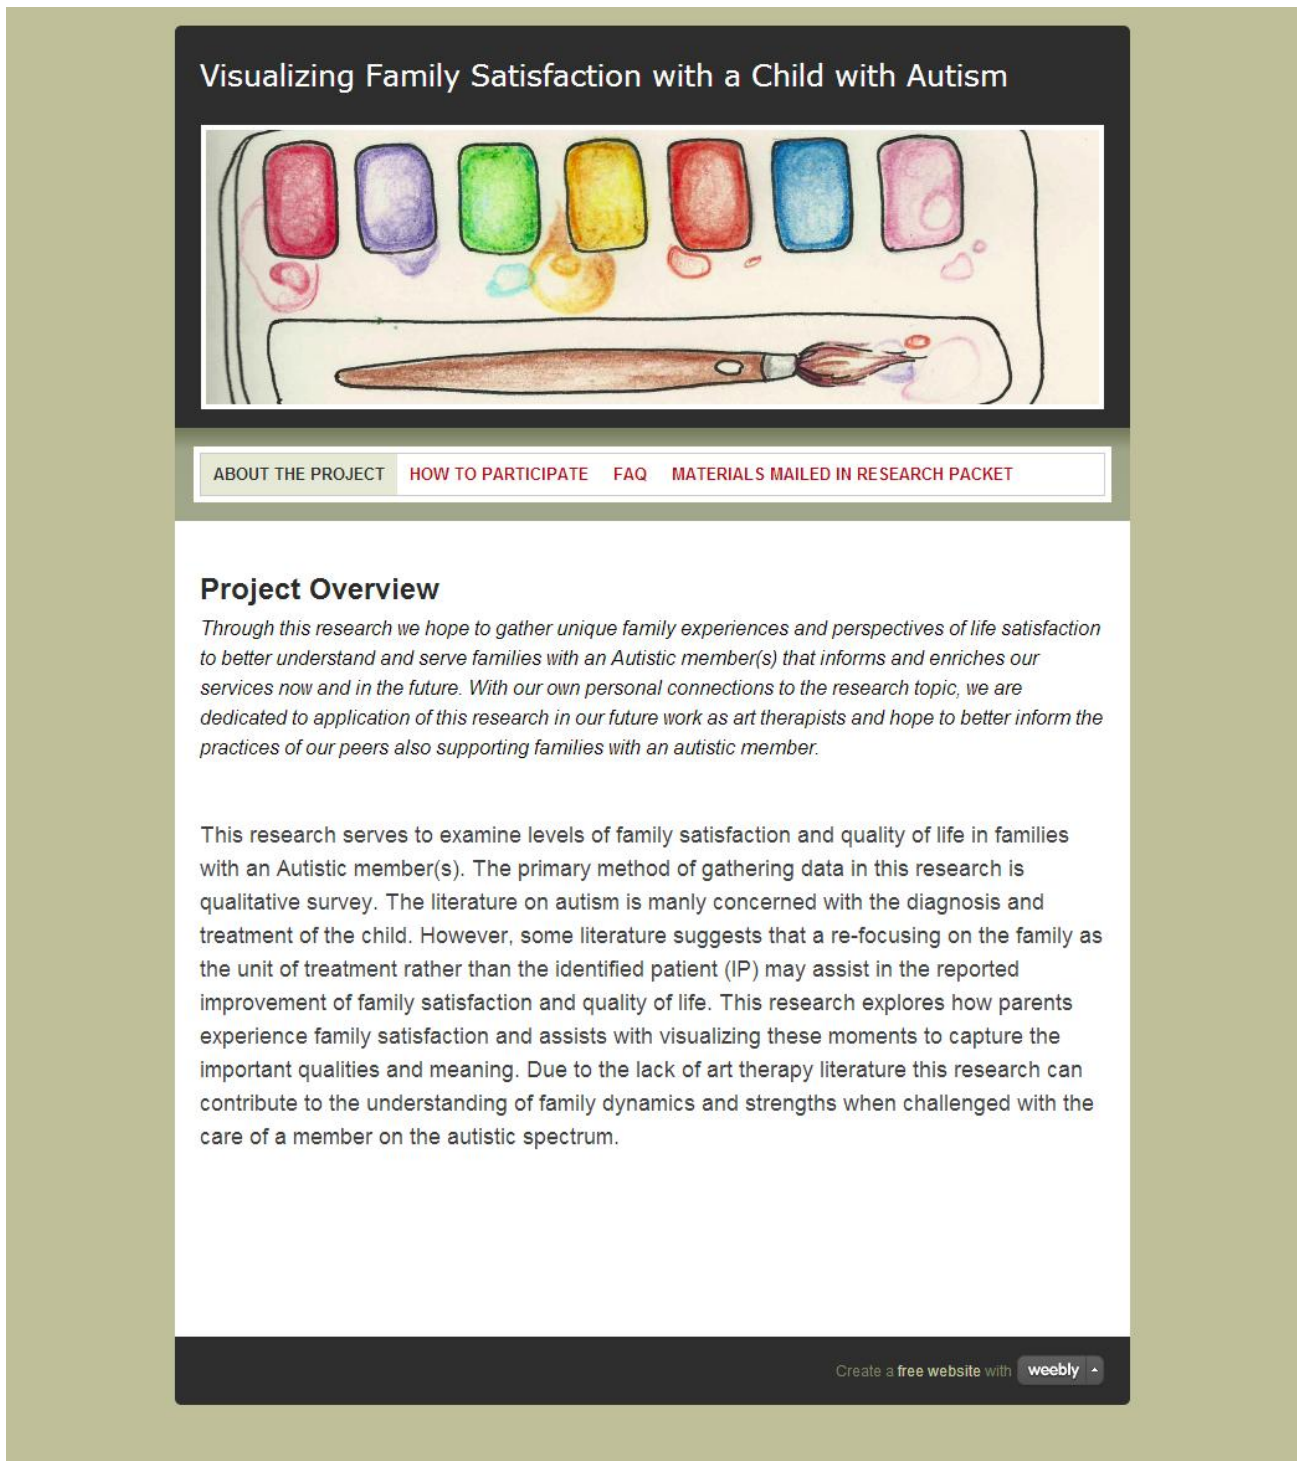 Visualizing Family Satisfaction with a Child with Autism
ABOUT THE PROJECT HOW TO PARTICIPATE FAQ MATERIALS MAILED IN RESEARCH PACKET
Project Overview
Through this research we hope to gather unique family experiences and perspectives of life satisfaction
to better understand and serve families with an Autistic member(s) that informs and enriches our
services now and in the future. With our own personal connections to the research topic, we are
dedicated to application of this research in our future work as art therapists and hope to better inform the
practices of our peers also supporting families with an autistic member.
This research serves to examine levels of family satisfaction and quality of life in families
with an Autistic member(s). The primary method of gathering data in this research is
qualitative survey. The literature on autism is manly concerned with the diagnosis and
treatment of the child. However, some literature suggests that a re-focusing on the family as
the unit of treatment rather than the identified patient (IP) may assist in the reported
improvement of family satisfaction and quality of life. This research explores how parents
experience family satisfaction and assists with visualizing these moments to capture the
important qualities and meaning. Due to the lack of art therapy literature this research can
contribute to the understanding of family dynamics and strengths when challenged with the
care of a member on the autistic spectrum.
Create a free website with weebly